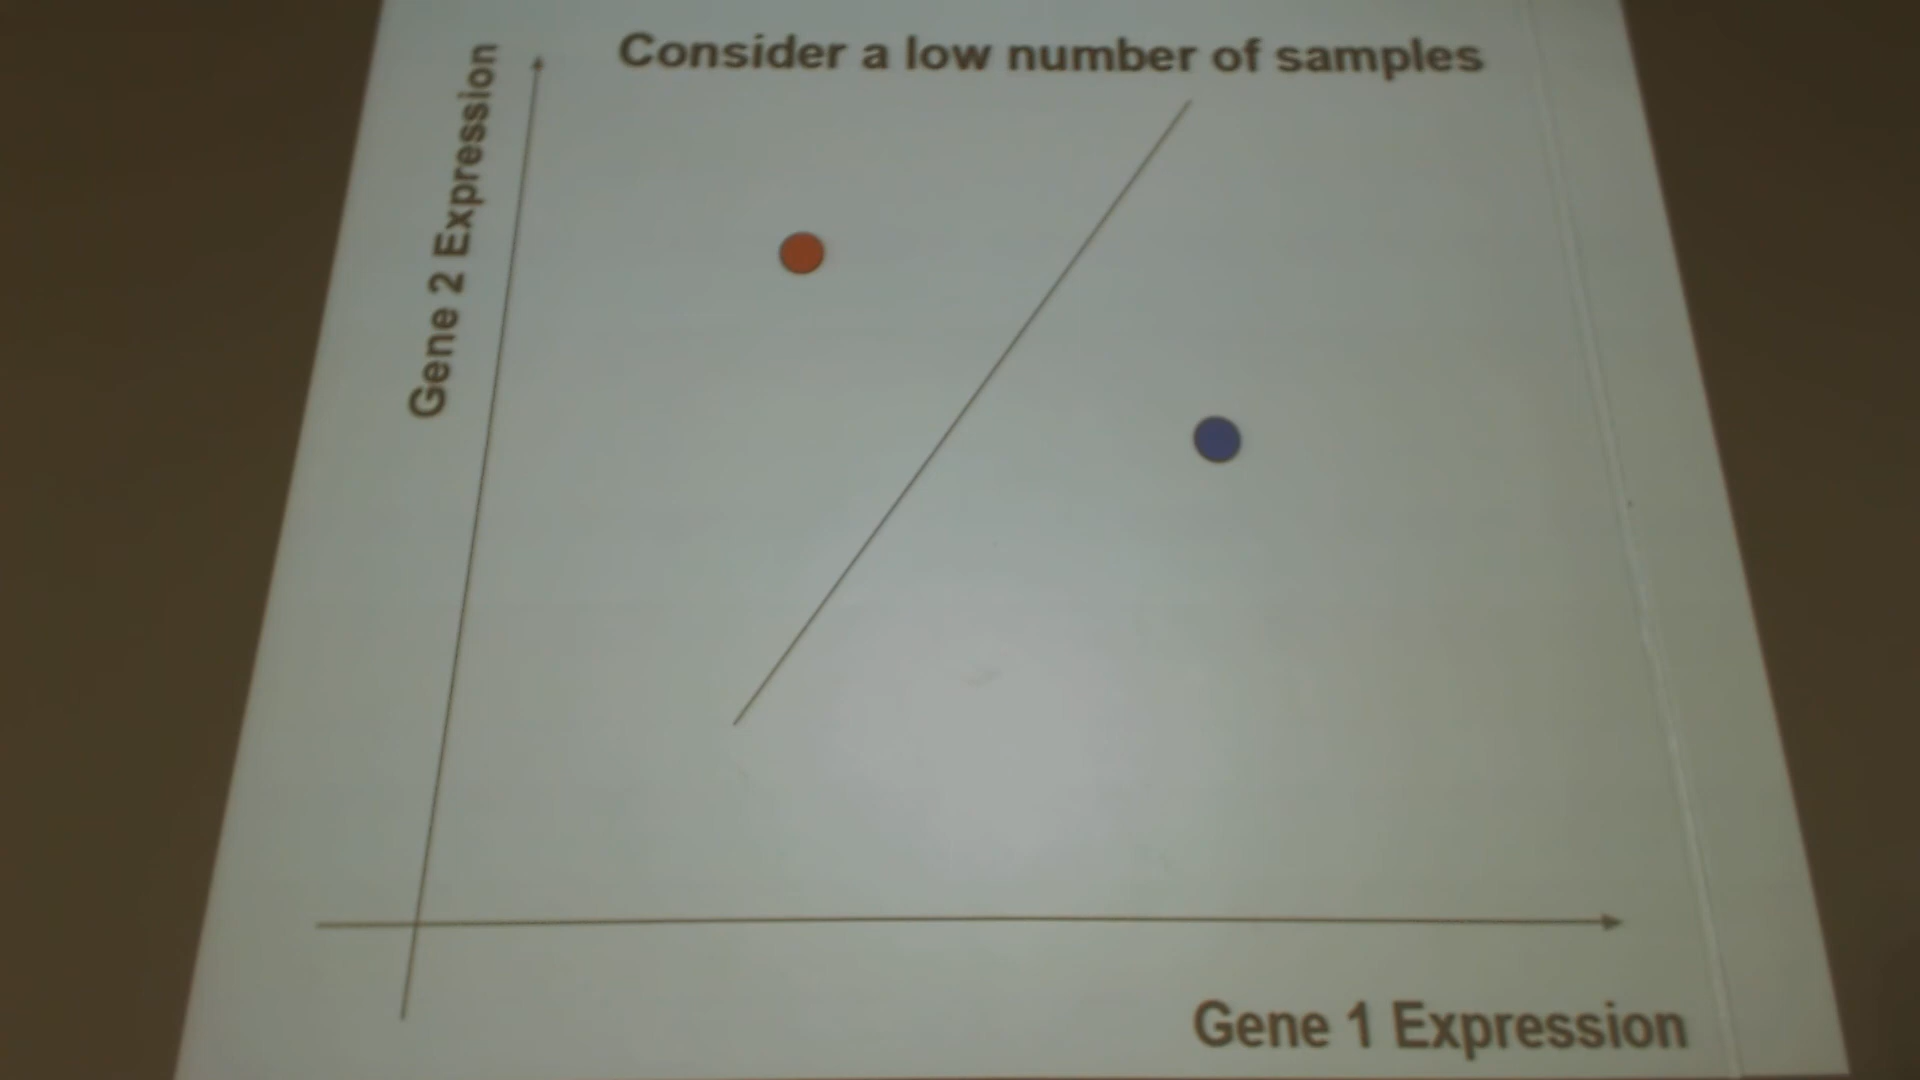 Consider a low number of samples
Gene 2 Expression
Gene 1 Expression